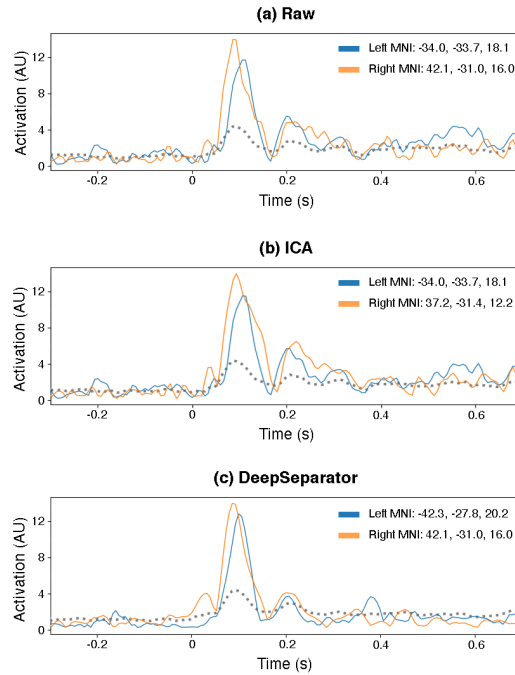 (a) Raw
Activation (AU)
12
8
4
0
Left MNI: -34.0, -33.7, 18.1
Right MNI: 42.1, -31.0, 16.0
-0.2 0 0.2 0.4 0.6
Time (s)
(b) ICA
Activation (AU)
12
8
4
0
Left MNI: -34.0, -33.7, 18.1
Right MNI: 37.2, -31.4, 12.2
-0.2 0 0.2 0.4 0.6
Time (s)
(c) DeepSeparator
Activation (AU)
12
8
4
0
Left MNI: -42.3, -27.8, 20.2
Right MNI: 42.1, -31.0, 16.0
-0.2 0 0.2 0.4 0.6
Time (s)